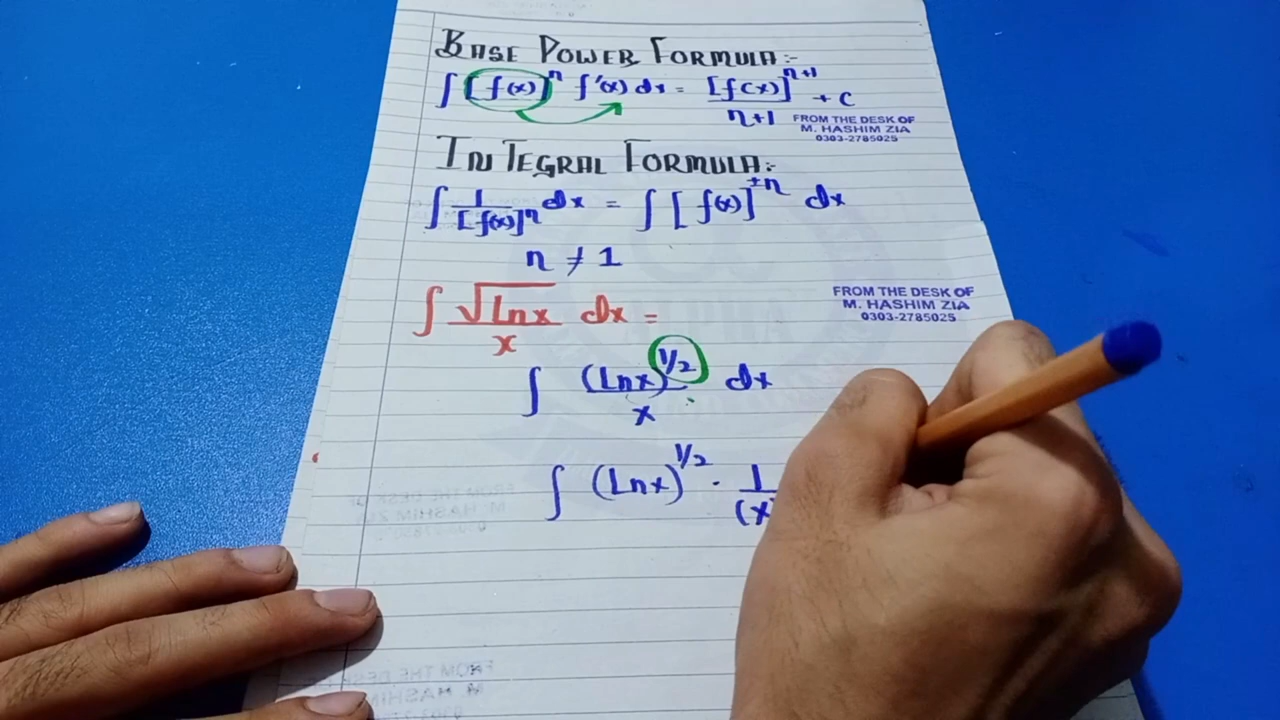 BASE POWER FORMULA:-
∫ [f(x)]^n f'(x) dx = [f(x)]^{n+1} / n+1 + C
FROM THE DESK OF
M. HASHIM ZIA
0303-2785025
INTEGRAL FORMULA:-
∫ 1/[f(x)]^n dx = ∫ [f(x)]^{±n} dx
n ≠ 1
∫ √Lnx / x dx =
FROM THE DESK OF
M. HASHIM ZIA
0303-2785025
∫ (Lnx)^{1/2} / x dx
∫ (Lnx)^{1/2} · 1/(x